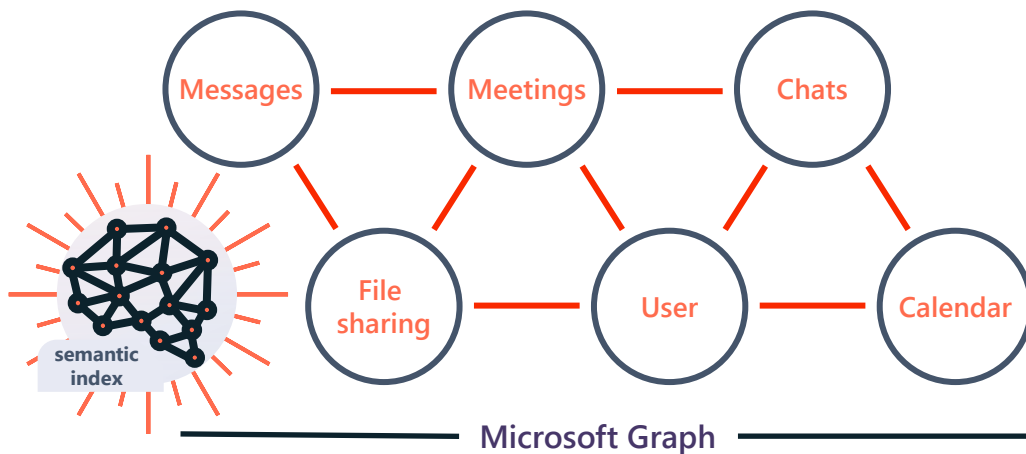 Messages
Meetings
Chats
File
sharing
User
Calendar
semantic
index
Microsoft Graph